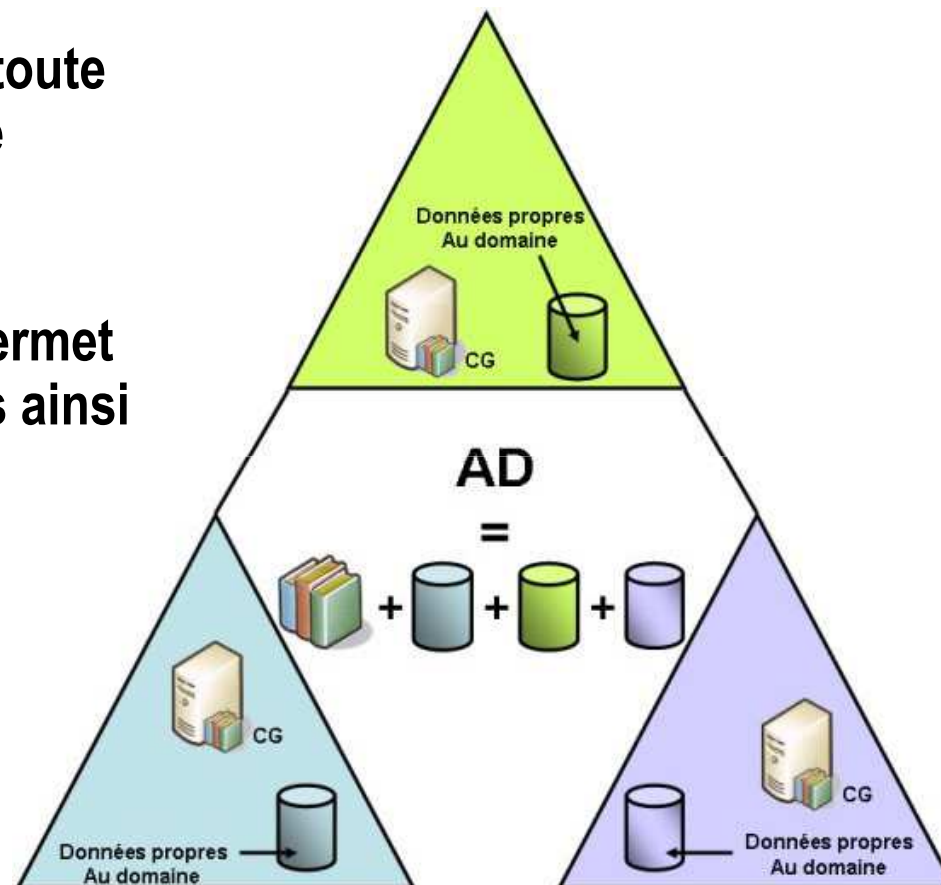 toute
e
ermet
s ainsi
Données propres
Au domaine
CG
AD
=
+ + +
CG
Données propres
Au domaine
CG
Données propres
Au domaine